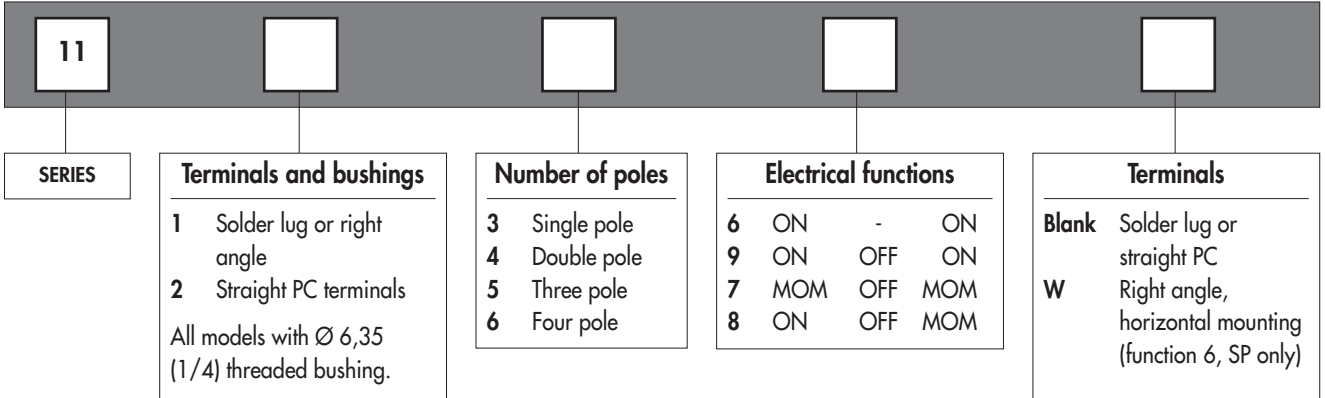 11
SERIES
Terminals and bushings
1 Solder lug or right
angle
2 Straight PC terminals
All models with Ø 6,35
(1/4) threaded bushing.
Number of poles
3 Single pole
4 Double pole
5 Three pole
6 Four pole
Electrical functions
6 ON - ON
9 ON OFF ON
7 MOM OFF MOM
8 ON OFF MOM
Terminals
Blank Solder lug or
straight PC
W Right angle,
horizontal mounting
(function 6, SP only)